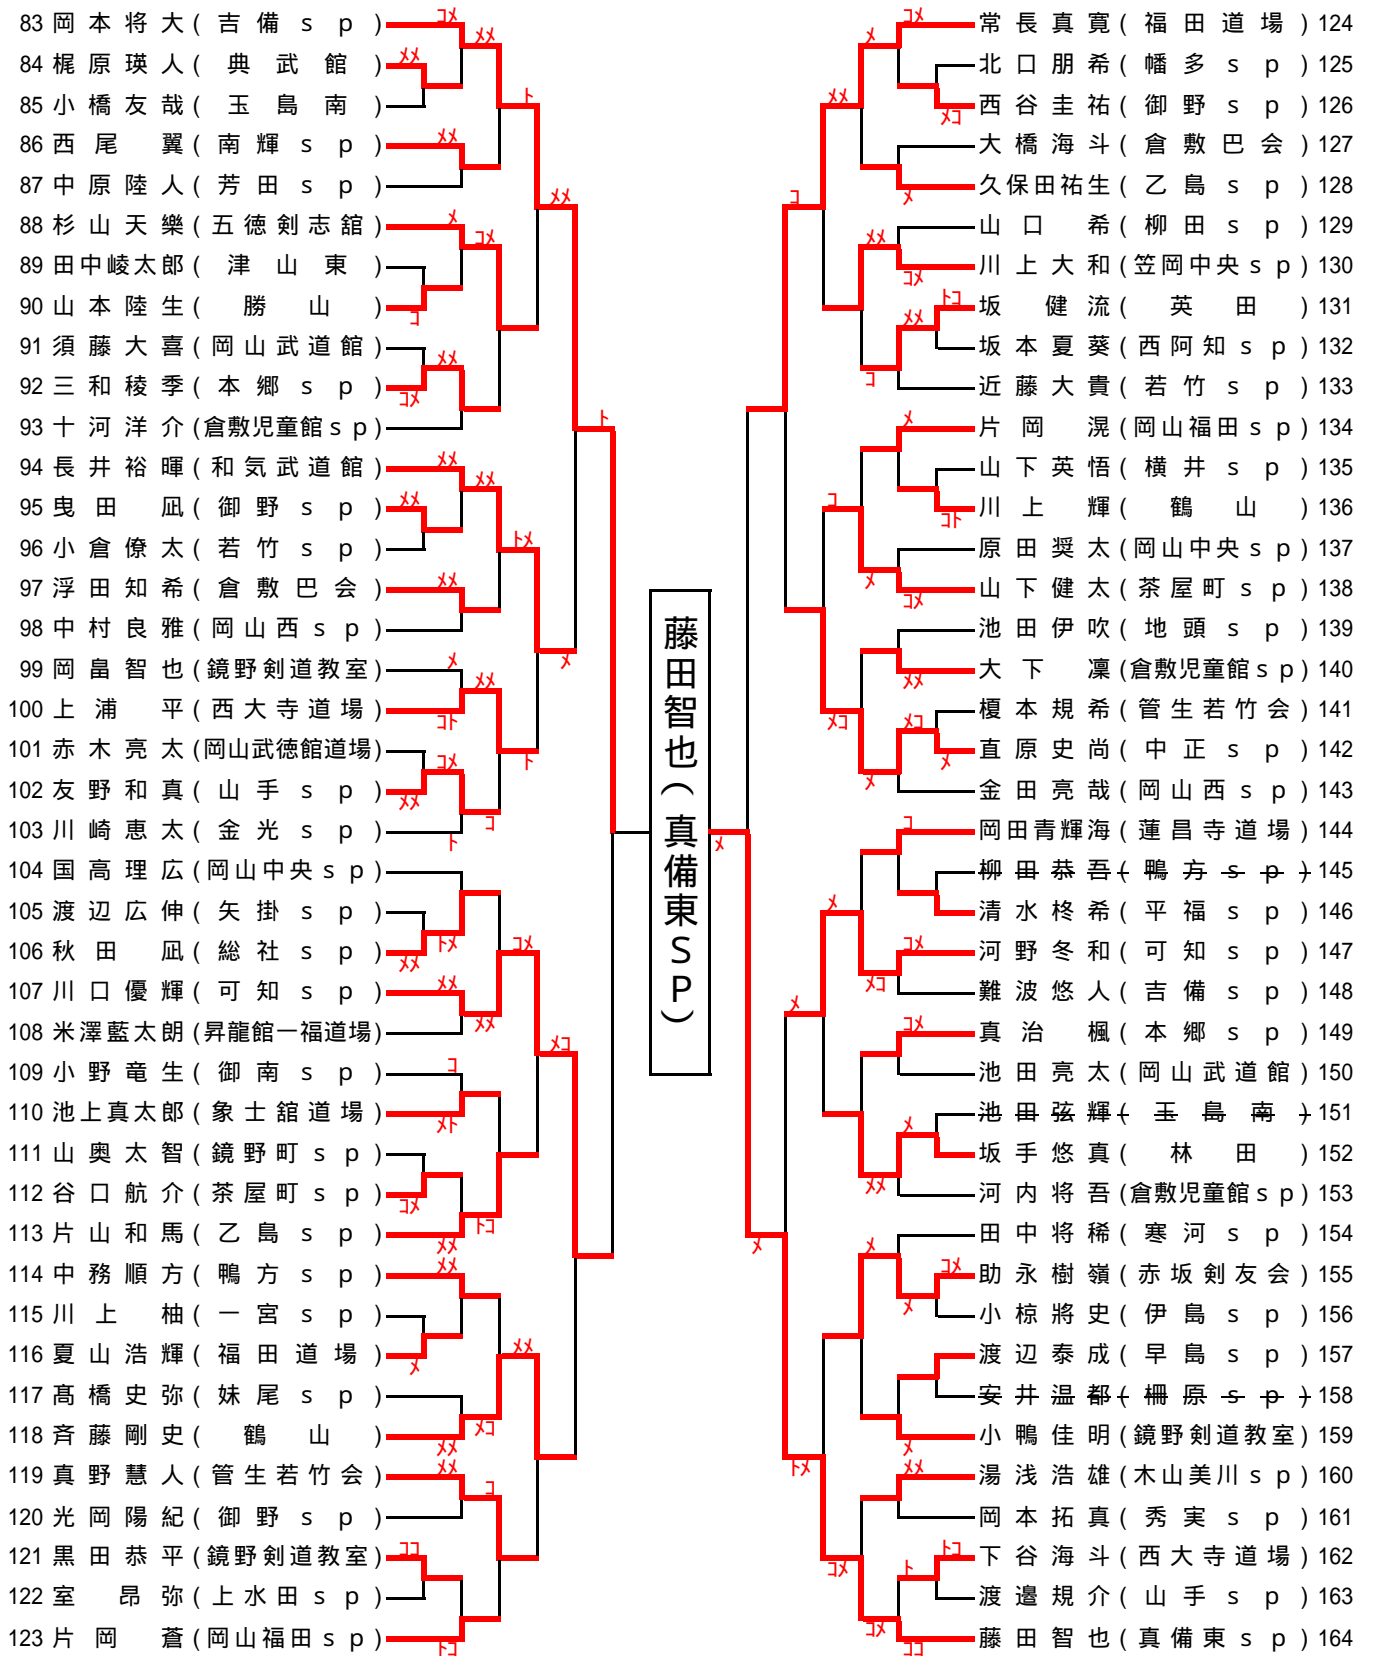 83 岡本将大(吉備ｓｐ)
84 梶原瑛人(典武館)
85 小橋友哉(玉島南)
86 西尾　翼(南輝ｓｐ)
87 中原陸人(芳田ｓｐ)
88 杉山天樂(五徳剣志舘)
89 田中崚太郎(津山東)
90 山本陸生(勝山)
91 須藤大喜(岡山武道館)
92 三和稜季(本郷ｓｐ)
93 十河洋介(倉敷児童館ｓｐ)
94 長井裕暉(和気武道館)
95 曳田　凪(御野ｓｐ)
96 小倉僚太(若竹ｓｐ)
97 浮田知希(倉敷巴会)
98 中村良雅(岡山西ｓｐ)
99 岡畠智也(鏡野剣道教室)
100 上浦　平(西大寺道場)
101 赤木亮太(岡山武徳館道場)
102 友野和真(山手ｓｐ)
103 川崎恵太(金光ｓｐ)
104 国高理広(岡山中央ｓｐ)
105 渡辺広伸(矢掛ｓｐ)
106 秋田　凪(総社ｓｐ)
107 川口優輝(可知ｓｐ)
108 米澤藍太朗(昇龍館一福道場)
109 小野竜生(御南ｓｐ)
110 池上真太郎(象士舘道場)
111 山奥太智(鏡野町ｓｐ)
112 谷口航介(茶屋町ｓｐ)
113 片山和馬(乙島ｓｐ)
114 中務順方(鴨方ｓｐ)
115 川上　柚(一宮ｓｐ)
116 夏山浩輝(福田道場)
117 髙橋史弥(妹尾ｓｐ)
118 斉藤剛史(鶴山)
119 真野慧人(管生若竹会)
120 光岡陽紀(御野ｓｐ)
121 黒田恭平(鏡野剣道教室)
122 室　昂弥(上水田ｓｐ)
123 片岡　蒼(岡山福田ｓｐ)
藤田智也(真備東ＳＰ)
常長真寛(福田道場)124
北口朋希(幡多ｓｐ)125
西谷圭祐(御野ｓｐ)126
大橋海斗(倉敷巴会)127
久保田祐生(乙島ｓｐ)128
山口　希(柳田ｓｐ)129
川上大和(笠岡中央ｓｐ)130
坂　健流(英田)131
坂本夏葵(西阿知ｓｐ)132
近藤大貴(若竹ｓｐ)133
片岡　滉(岡山福田ｓｐ)134
山下英悟(横井ｓｐ)135
川上　輝(鶴山)136
原田奨太(岡山中央ｓｐ)137
山下健太(茶屋町ｓｐ)138
池田伊吹(地頭ｓｐ)139
大下　凜(倉敷児童館ｓｐ)140
榎本規希(管生若竹会)141
直原史尚(中正ｓｐ)142
金田亮哉(岡山西ｓｐ)143
岡田青輝海(蓮昌寺道場)144
柳田恭吾(鴨方ｓｐ)145
清水柊希(平福ｓｐ)146
河野冬和(可知ｓｐ)147
難波悠人(吉備ｓｐ)148
真治　楓(本郷ｓｐ)149
池田亮太(岡山武道館)150
池田弦輝(玉島南)151
坂手悠真(林田)152
河内将吾(倉敷児童館ｓｐ)153
田中将稀(寒河ｓｐ)154
助永樹嶺(赤坂剣友会)155
小椋將史(伊島ｓｐ)156
渡辺泰成(早島ｓｐ)157
安井温都(柵原ｓｐ)158
小鴨佳明(鏡野剣道教室)159
湯浅浩雄(木山美川ｓｐ)160
岡本拓真(秀実ｓｐ)161
下谷海斗(西大寺道場)162
渡邉規介(山手ｓｐ)163
藤田智也(真備東ｓｐ)164